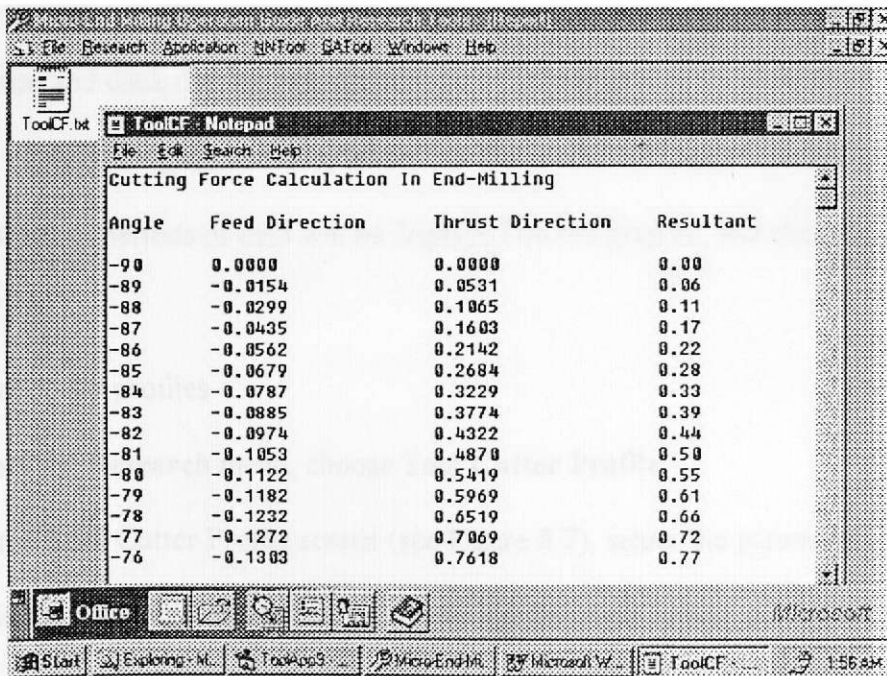 File Research Application NNTool GATool Windows Help
ToolCF.txt
ToolCF - Notepad
File Edit Search Help
Cutting Force Calculation In End-Milling
Angle Feed Direction Thrust Direction Resultant
-90 0.0000 0.0000 0.00
-89 -0.0154 0.0531 0.06
-88 -0.0299 0.1065 0.11
-87 -0.0435 0.1603 0.17
-86 -0.0562 0.2142 0.22
-85 -0.0679 0.2684 0.28
-84 -0.0787 0.3229 0.33
-83 -0.0885 0.3774 0.39
-82 -0.0974 0.4322 0.44
-81 -0.1053 0.4870 0.50
-80 -0.1122 0.5419 0.55
-79 -0.1182 0.5969 0.61
-78 -0.1232 0.6519 0.66
-77 -0.1272 0.7069 0.72
-76 -0.1303 0.7618 0.77
Office
Microsoft
Start Exploring - M... ToolApp3 - ... Micro-End-Mil... Microsoft W... ToolCF - ... 1:56 AM